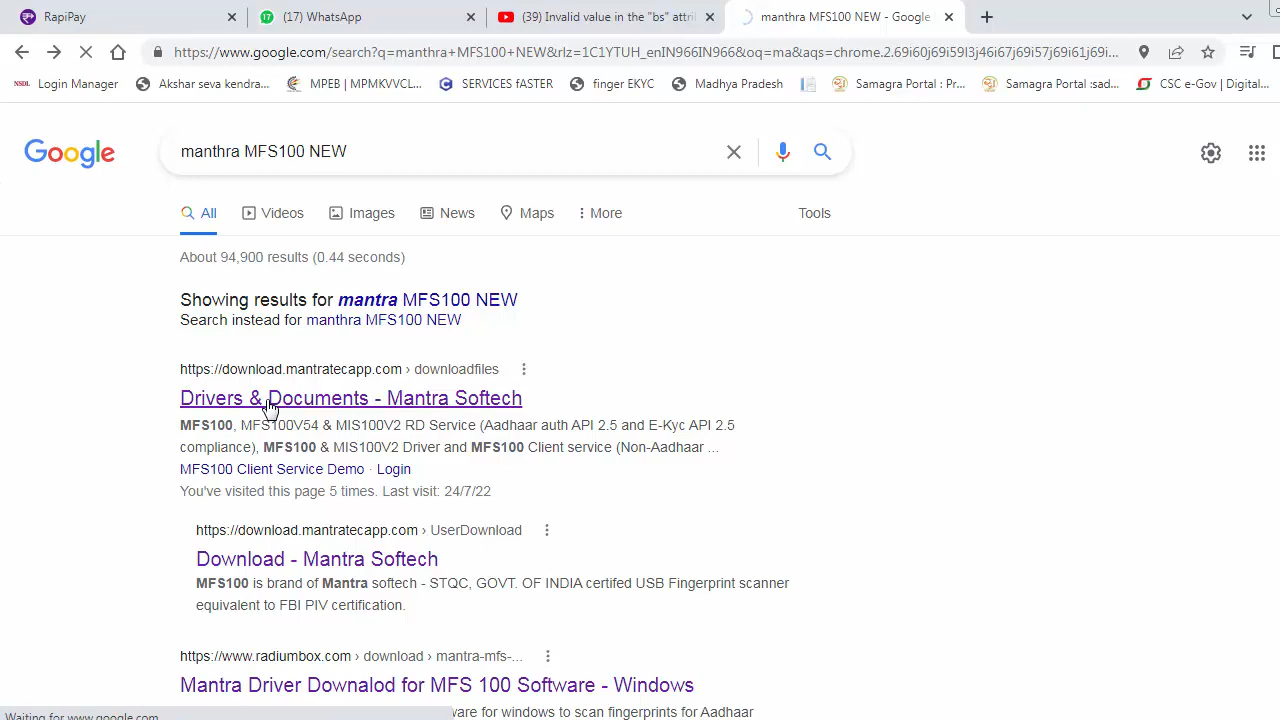 RapiPay
(17) WhatsApp
(39) Invalid value in the "bs" attri
manthra MFS100 NEW - Google
https://www.google.com/search?q=manthra+MFS100+NEW&rlz=1C1YTUH_enIN966IN966&oq=ma&aqs=chrome.2.69i60j69i59l3j46i67j69i57j69i61j69i...
NSDL Login Manager
Akshar seva kendra...
MPEB | MPMKVVCL...
SERVICES fASTER
finger EKYC
Madhya Pradesh
Samagra Portal : Pr...
Samagra Portal :sad...
CSC e-Gov | Digital...
Google
manthra MFS100 NEW
All
Videos
Images
News
Maps
More
Tools
About 94,900 results (0.44 seconds)
Showing results for mantra MFS100 NEW
Search instead for manthra MFS100 NEW
https://download.mantratecapp.com › downloadfiles
Drivers & Documents - Mantra Softech
MFS100, MFS100V54 & MIS100V2 RD Service (Aadhaar auth API 2.5 and E-Kyc API 2.5
compliance), MFS100 & MIS100V2 Driver and MFS100 Client service (Non-Aadhaar ...
MFS100 Client Service Demo · Login
You've visited this page 5 times. Last visit: 24/7/22
https://download.mantratecapp.com › UserDownload
Download - Mantra Softech
MFS100 is brand of Mantra softech - STQC, GOVT. OF INDIA certifed USB Fingerprint scanner
equivalent to FBI PIV certification.
https://www.radiumbox.com › download › mantra-mfs-...
Mantra Driver Downalod for MFS 100 Software - Windows
ware for windows to scan fingerprints for Aadhaar
Waiting for www.google.com